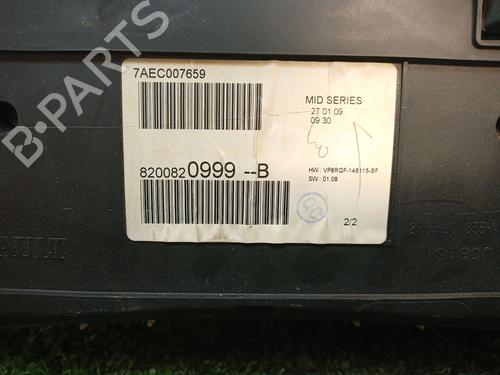 B-PARTS
7AEC007659
MID SERIES
27 01 09
09 30
8200820999 --B
HW : VP6RQF-14B115-BF
SW : 01.08
2/2